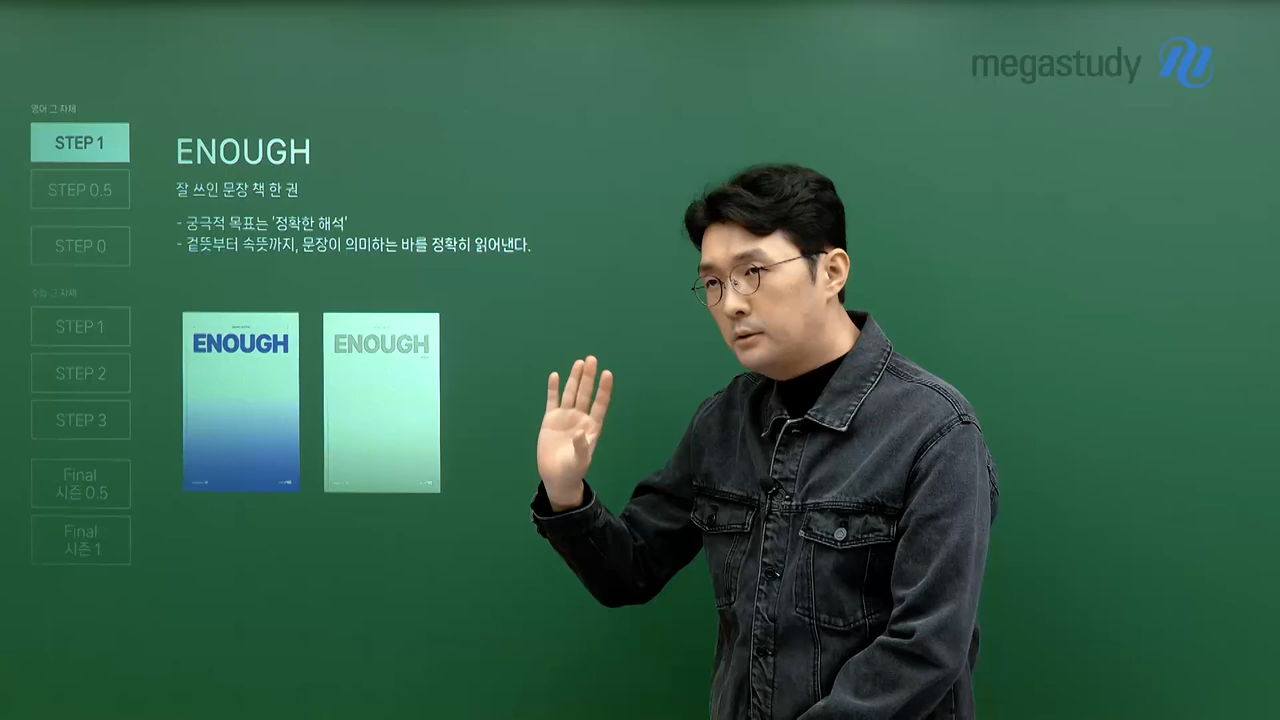 megastudy
영어 그 자체
STEP 1
STEP 0.5
STEP 0
수능 그 자체
STEP 1
STEP 2
STEP 3
Final
시즌 0.5
Final
시즌 1
ENOUGH
잘 쓰인 문장 책 한 권
- 궁극적 목표는 '정확한 해석'
- 겉뜻부터 속뜻까지, 문장이 의미하는 바를 정확히 읽어낸다.
ENOUGH
ENOUGH